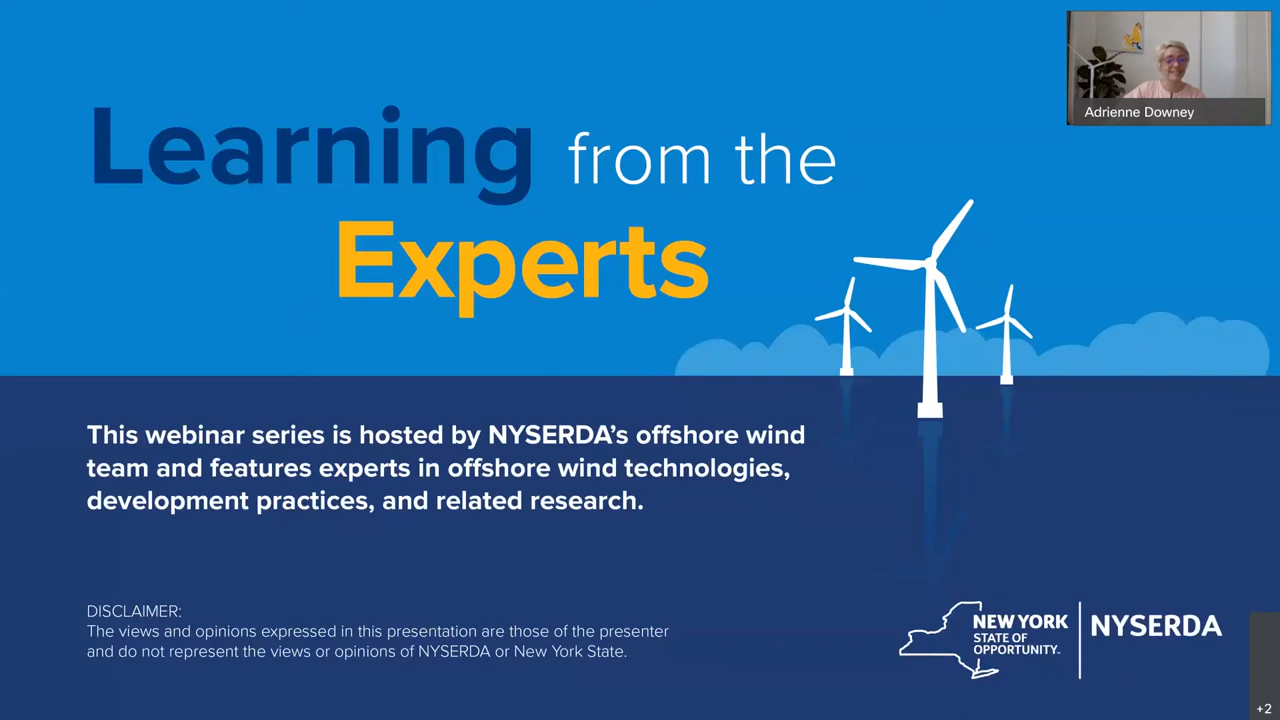 Adrienne Downey
Learning from the
Experts
This webinar series is hosted by NYSERDA’s offshore wind
team and features experts in offshore wind technologies,
development practices, and related research.
DISCLAIMER:
The views and opinions expressed in this presentation are those of the presenter
and do not represent the views or opinions of NYSERDA or New York State.
NEW YORK
STATE OF
OPPORTUNITY™
NYSERDA
+2